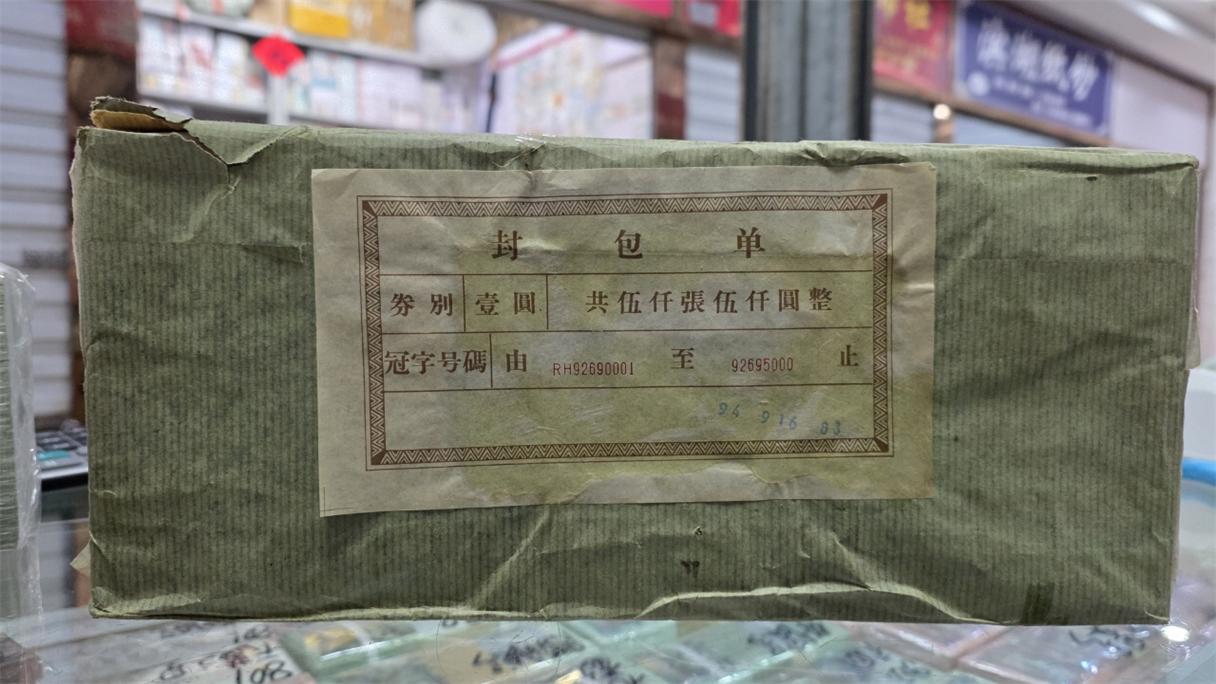 封包单
券别 壹圓 共伍仟張伍仟圓整
冠字号碼 由 RH92690001 至 92695000 止
94 9 16 03